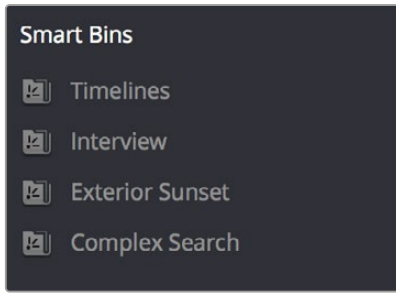 Smart Bins
Timelines
Interview
Exterior Sunset
Complex Search